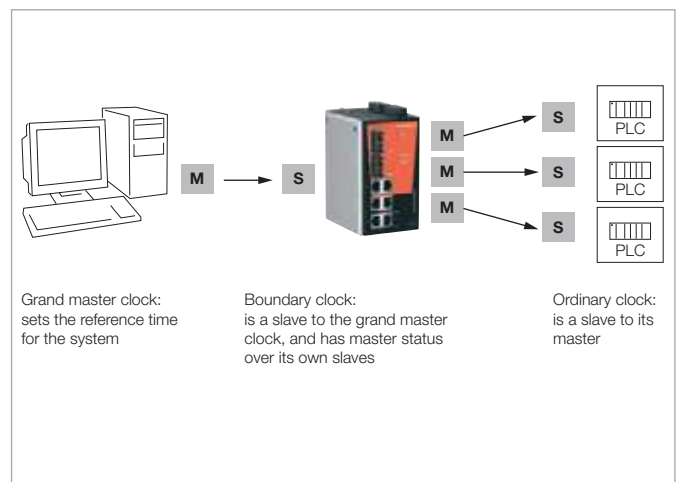 M
S
M
M
M
S
S
S
PLC
PLC
PLC
Grand master clock:
sets the reference time
for the system
Boundary clock:
is a slave to the grand master
clock, and has master status
over its own slaves
Ordinary clock:
is a slave to its
master